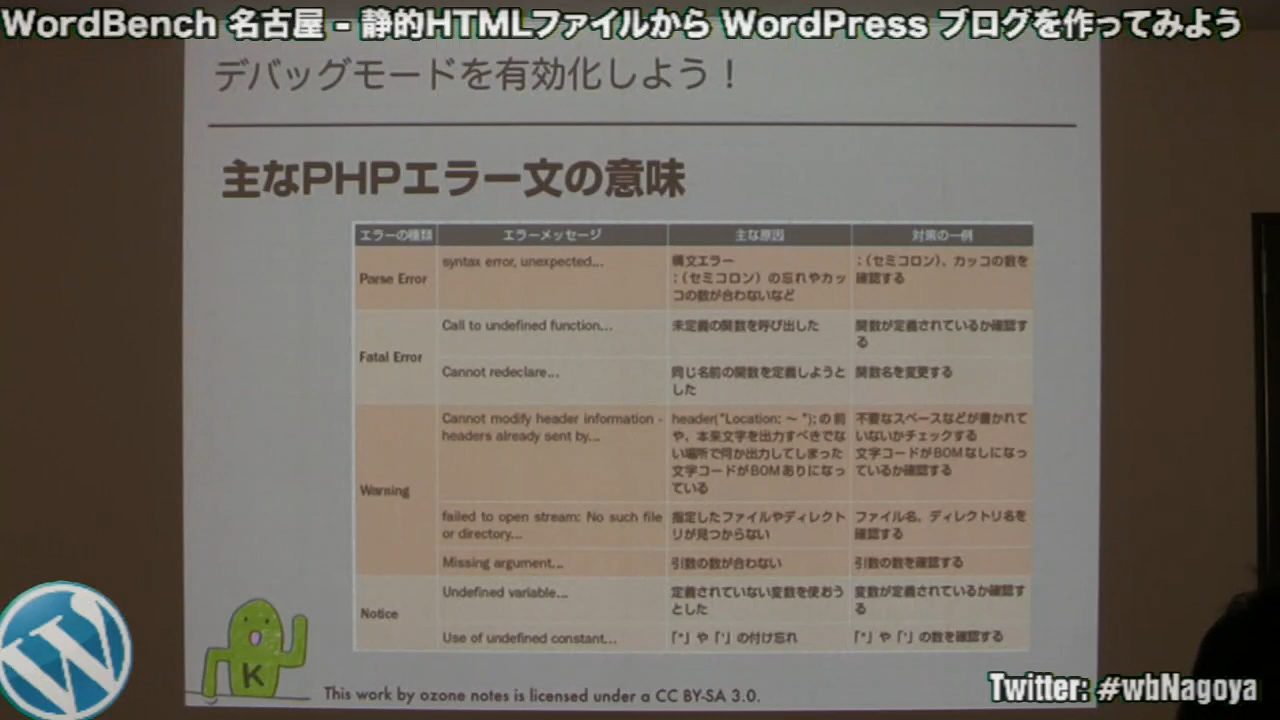 WordBench 名古屋 - 静的HTMLファイルから WordPress ブログを作ってみよう
デバッグモードを有効化しよう！
主なPHPエラー文の意味
エラーの種類 エラーメッセージ 主な原因 対策の一例
Parse Error
syntax error, unexpected...
構文エラー
；（セミコロン）の忘れやカッ
コの数が合わないなど
；（セミコロン）、カッコの数を
確認する
Fatal Error
Call to undefined function...
未定義の関数を呼び出した
関数が定義されているか確認す
る
Cannot redeclare...
同じ名前の関数を定義しようと
した
関数名を変更する
Warning
Cannot modify header information -
headers already sent by...
header("Location: ～ "); の前
や、本来文字を出力すべきでな
い場所で何か出力してしまった
文字コードがBOMありになっ
ている
不要なスペースなどが書かれて
いないかチェックする
文字コードがBOMなしになっ
ているか確認する
failed to open stream: No such file
or directory...
指定したファイルやディレクト
リが見つからない
ファイル名、ディレクトリ名を
確認する
Missing argument...
引数の数が合わない
引数の数を確認する
Notice
Undefined variable...
定義されていない変数を使おう
とした
変数が定義されているか確認す
る
Use of undefined constant...
「"」や「'」の付け忘れ
「"」や「'」の数を確認する
K
This work by ozone notes is licensed under a CC BY-SA 3.0.
W
Twitter: #wbNagoya